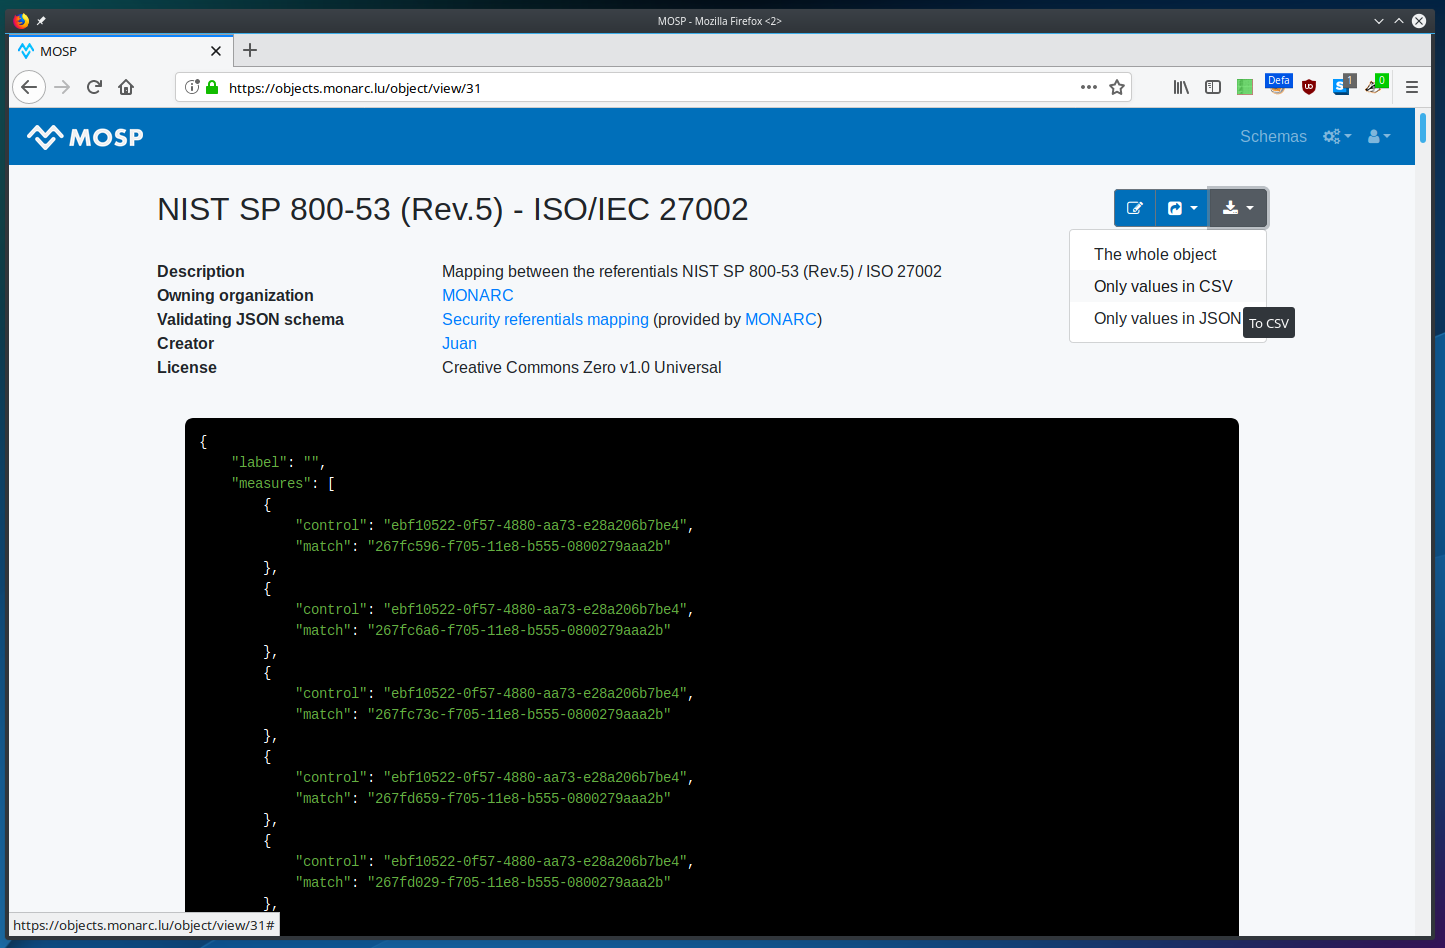 MOSP - Mozilla Firefox <2>
MOSP
https://objects.monarc.lu/object/view/31
Defa
UD
S
1
0
MOSP
Schemas
NIST SP 800-53 (Rev.5) - ISO/IEC 27002
The whole object
Only values in CSV
Only values in JSON
To CSV
Description Mapping between the referentials NIST SP 800-53 (Rev.5) / ISO 27002
Owning organization MONARC
Validating JSON schema Security referentials mapping (provided by MONARC)
Creator Juan
License Creative Commons Zero v1.0 Universal
{
"label": "",
"measures": [
{
"control": "ebf10522-0f57-4880-aa73-e28a206b7be4",
"match": "267fc596-f705-11e8-b555-0800279aaa2b"
},
{
"control": "ebf10522-0f57-4880-aa73-e28a206b7be4",
"match": "267fc6a6-f705-11e8-b555-0800279aaa2b"
},
{
"control": "ebf10522-0f57-4880-aa73-e28a206b7be4",
"match": "267fc73c-f705-11e8-b555-0800279aaa2b"
},
{
"control": "ebf10522-0f57-4880-aa73-e28a206b7be4",
"match": "267fd659-f705-11e8-b555-0800279aaa2b"
},
{
"control": "ebf10522-0f57-4880-aa73-e28a206b7be4",
"match": "267fd029-f705-11e8-b555-0800279aaa2b"
},
https://objects.monarc.lu/object/view/31#